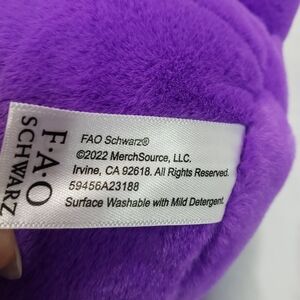 F·A·O
SCHWARZ
FAO Schwarz®
©2022 MerchSource, LLC.
Irvine, CA 92618. All Rights Reserved.
59456A23188
Surface Washable with Mild Detergent.